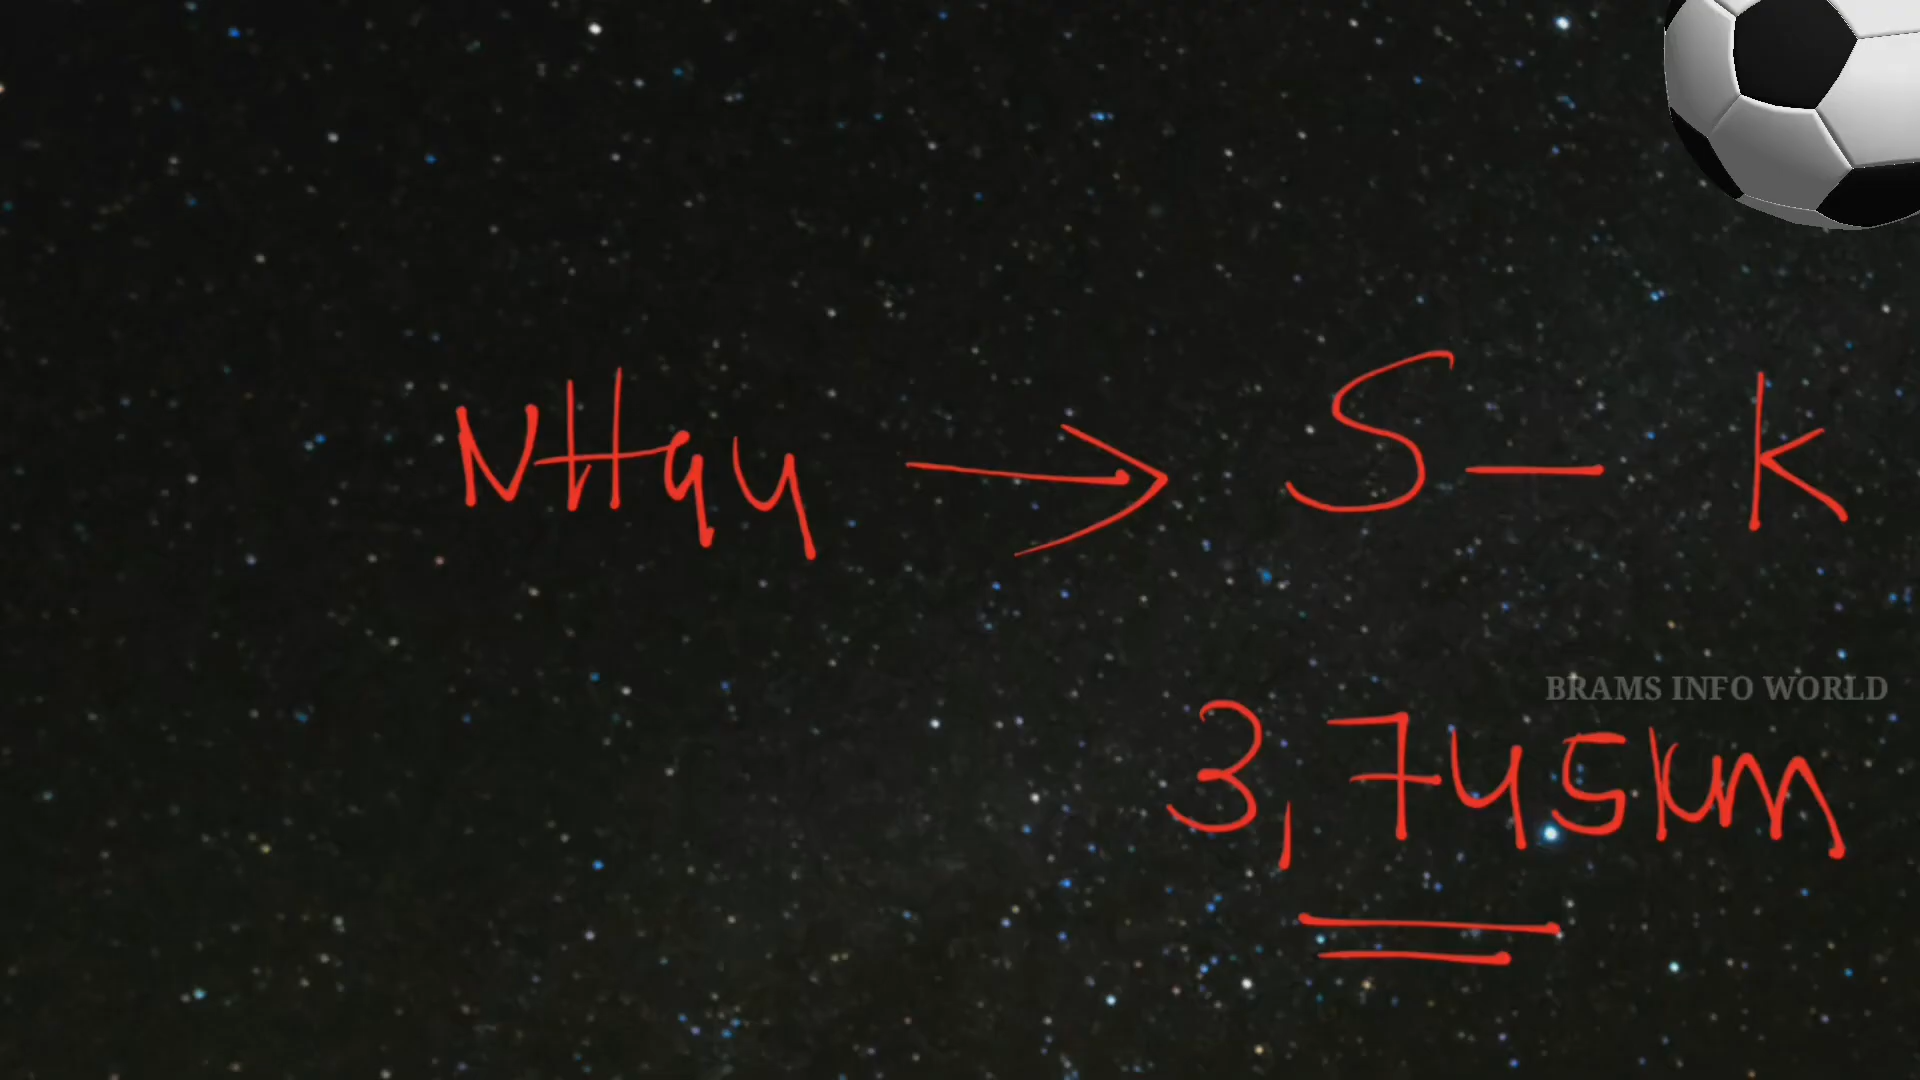 NH44 → S — K
BRAMS INFO WORLD
3,745km